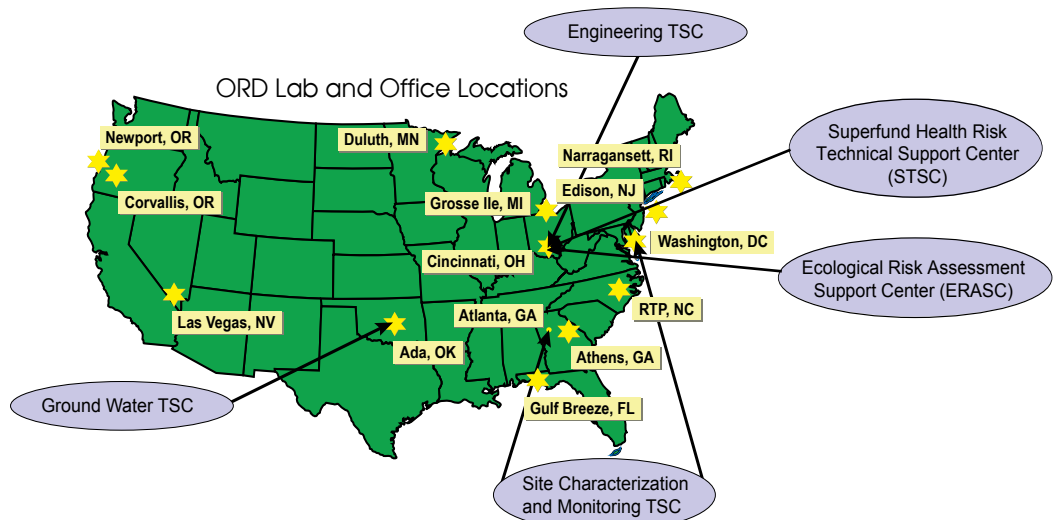 Engineering TSC
ORD Lab and Office Locations
Superfund Health Risk
Technical Support Center
(STSC)
Newport, OR
Duluth, MN
Narragansett, RI
Edison, NJ
Corvallis, OR
Grosse Ile, MI
Washington, DC
Cincinnati, OH
Ecological Risk Assessment
Support Center (ERASC)
Las Vegas, NV
Atlanta, GA
RTP, NC
Ada, OK
Athens, GA
Ground Water TSC
Gulf Breeze, FL
Site Characterization
and Monitoring TSC